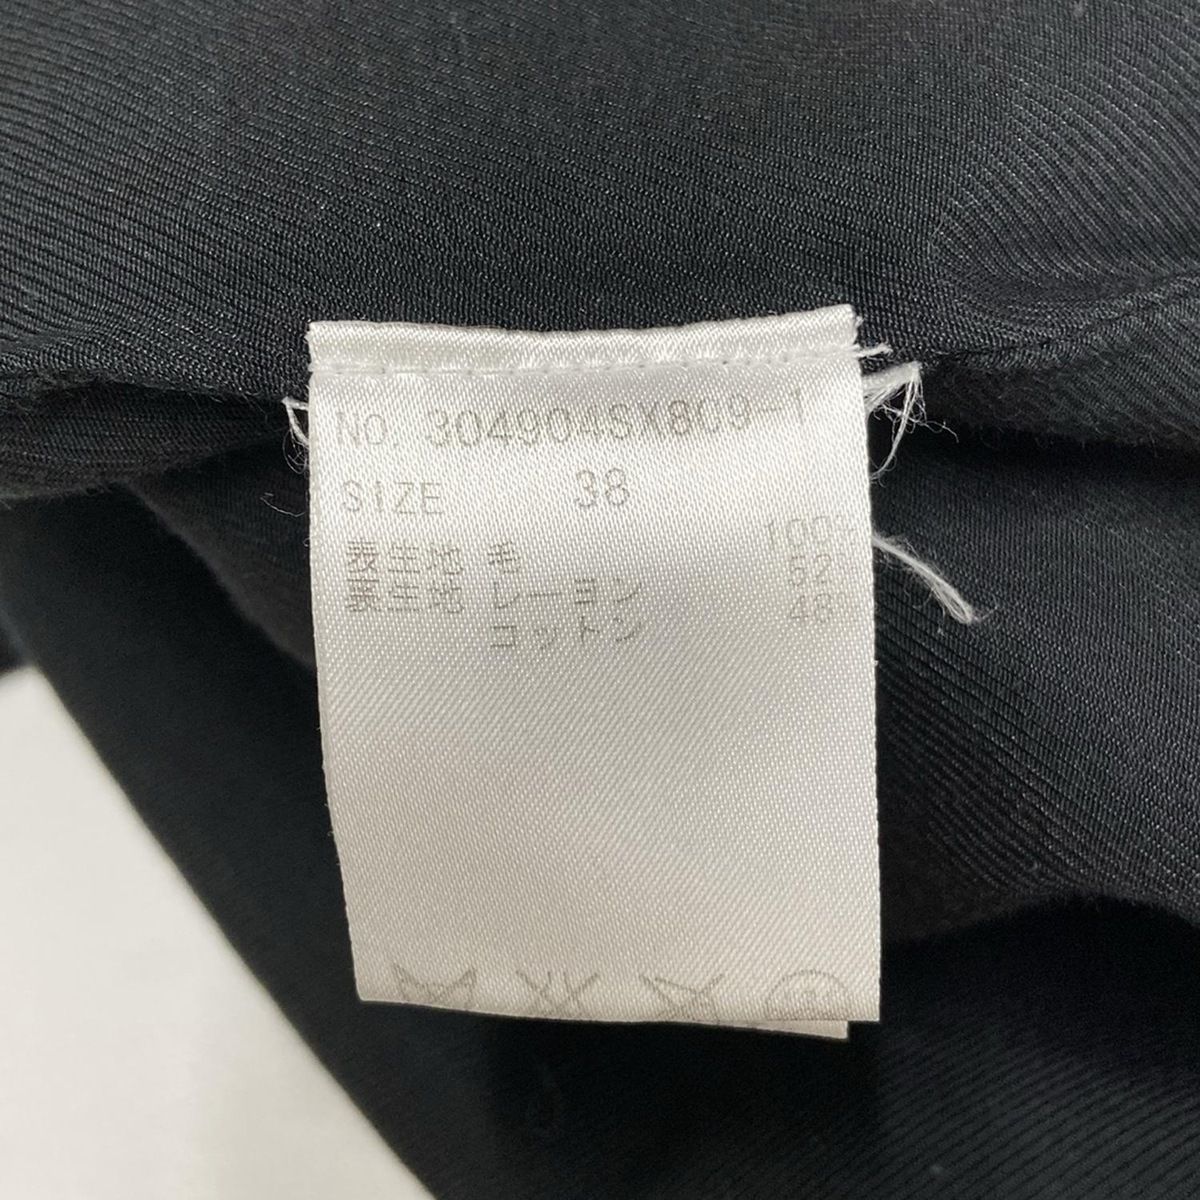 NO. 304904SX809-1
SIZE 38
表生地 毛 100%
裏生地 レーヨン 52
コットン 48